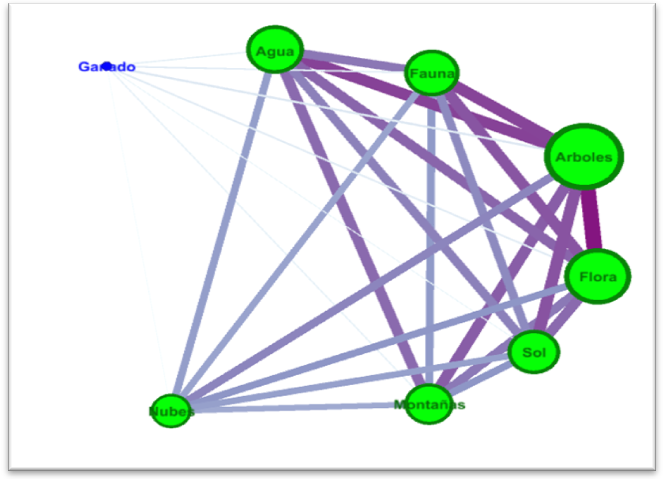 Agua
Ganado
Fauna
Arboles
Flora
Sol
Montañas
Nubes